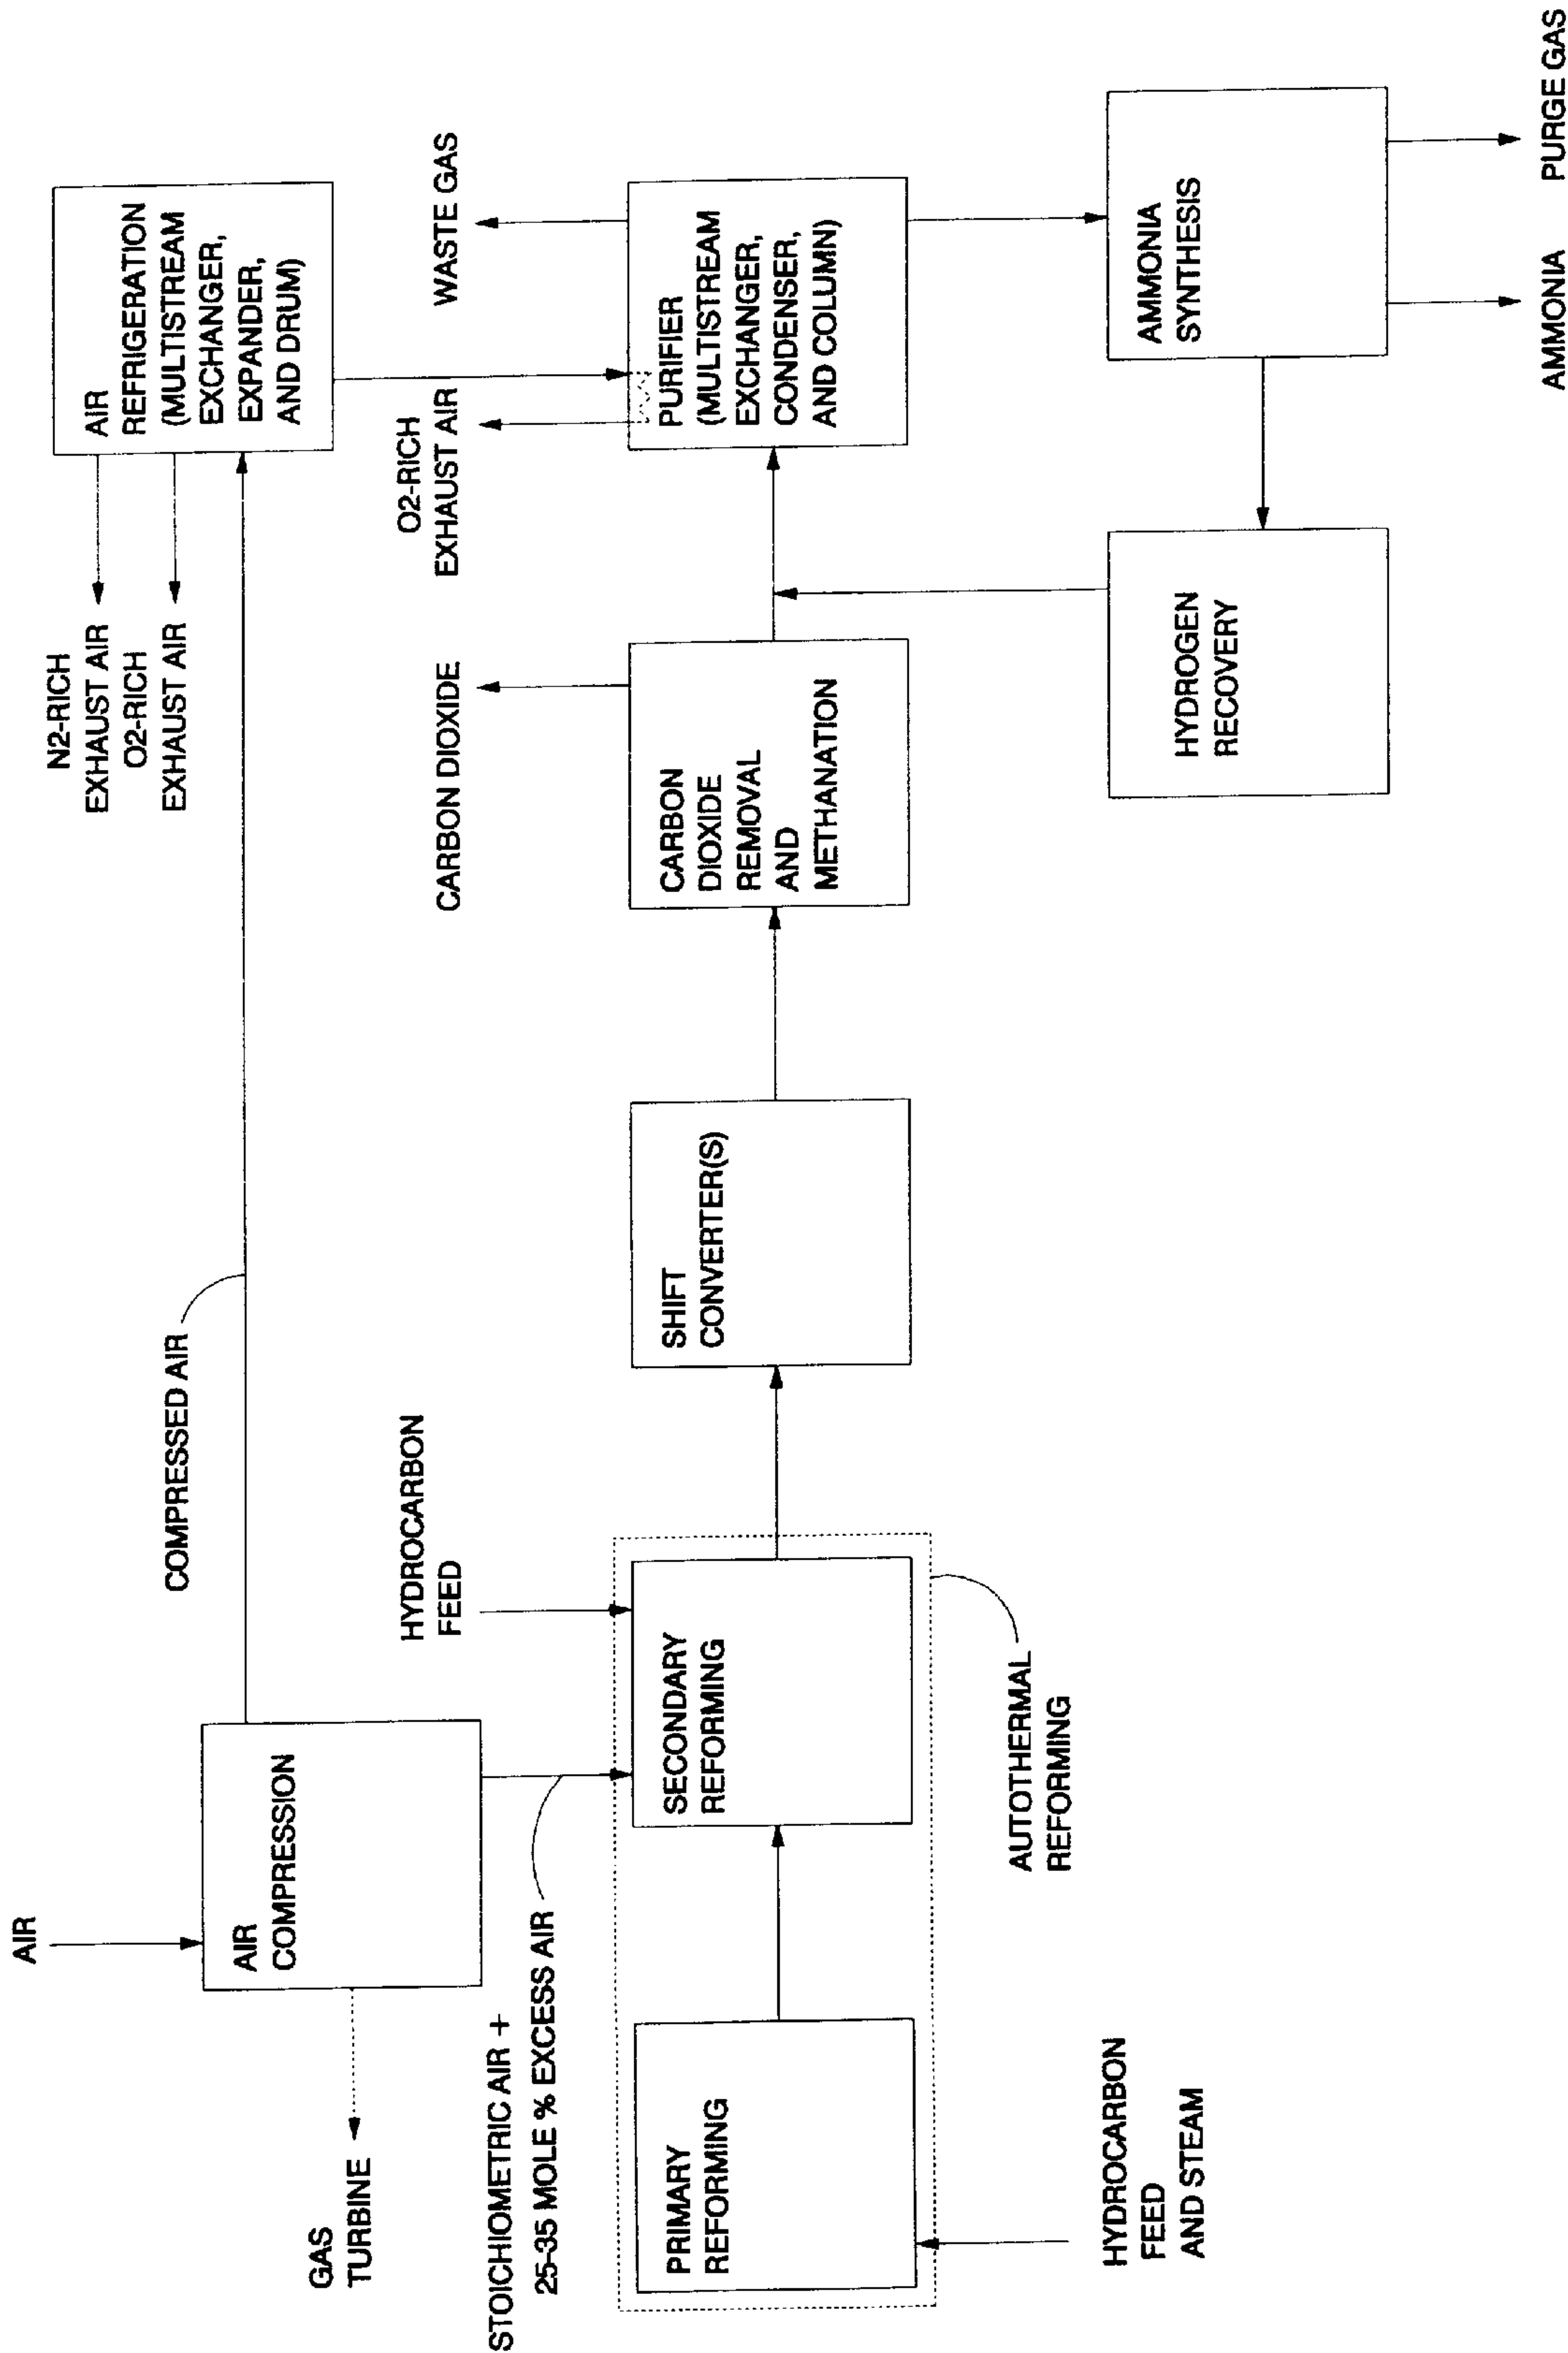 AIR
AIR
COMPRESSION
GAS
TURBINE
COMPRESSED AIR
N2-RICH
EXHAUST AIR
O2-RICH
EXHAUST AIR
AIR
REFRIGERATION
(MULTISTREAM
EXCHANGER,
EXPANDER,
AND DRUM)
STOICHIOMETRIC AIR +
25-35 MOLE % EXCESS AIR
HYDROCARBON
FEED
CARBON DIOXIDE
O2-RICH
EXHAUST AIR
WASTE GAS
PRIMARY
REFORMING
SECONDARY
REFORMING
SHIFT
CONVERTER(S)
CARBON
DIOXIDE
REMOVAL
AND
METHANATION
PURIFIER
(MULTISTREAM
EXCHANGER,
CONDENSER,
AND COLUMN)
AUTOTHERMAL
REFORMING
HYDROCARBON
FEED
AND STEAM
HYDROGEN
RECOVERY
AMMONIA
SYNTHESIS
AMMONIA
PURGE GAS